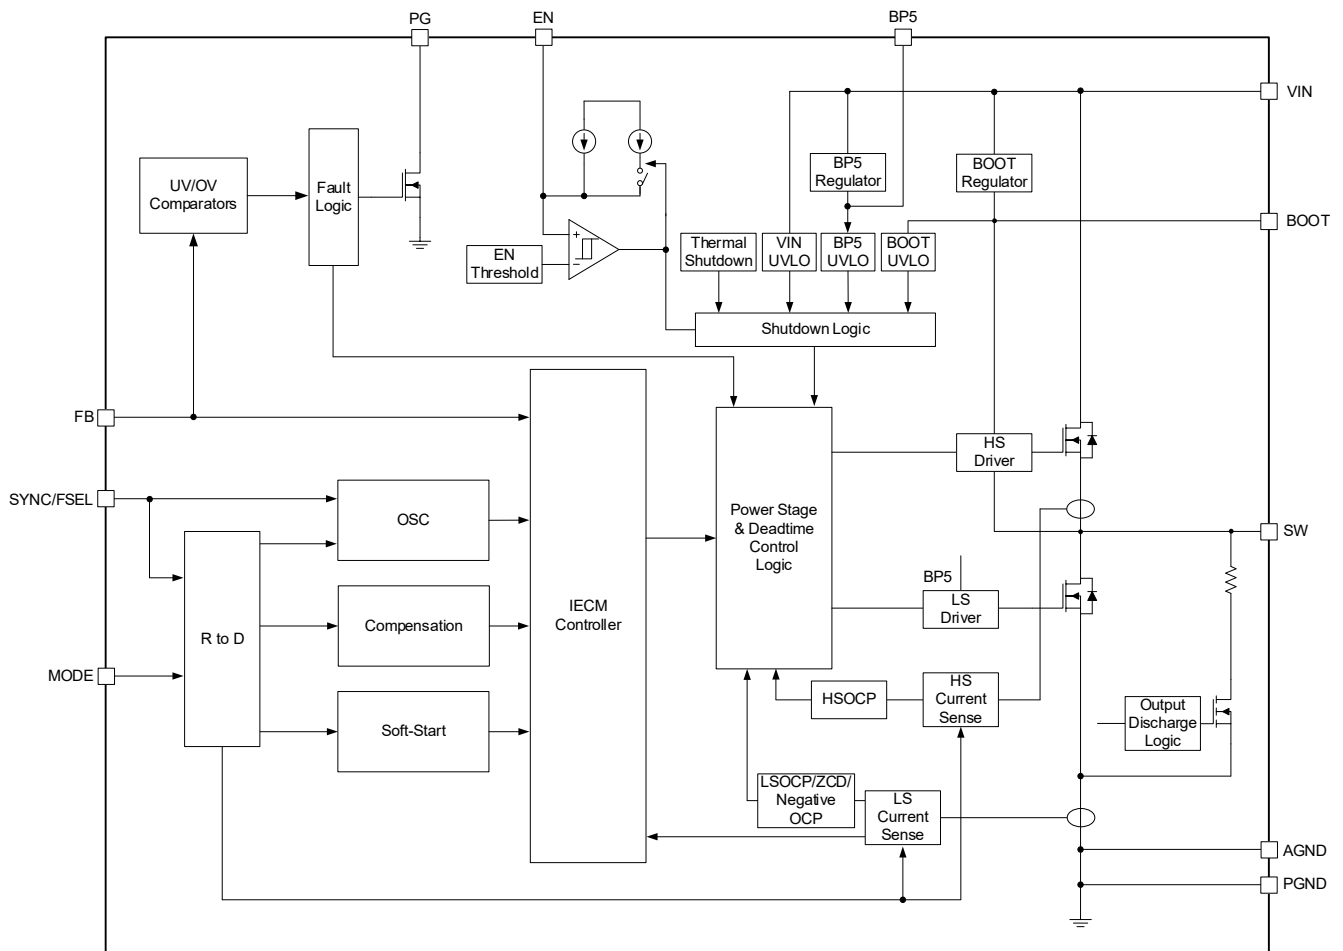 PG
EN
BP5
VIN
UV/OV
Comparators
Fault
Logic
BP5
Regulator
BOOT
Regulator
BOOT
EN
Threshold
+
−
Thermal
Shutdown
VIN
UVLO
BP5
UVLO
BOOT
UVLO
Shutdown Logic
FB
SYNC/FSEL
MODE
R to D
OSC
Compensation
Soft-Start
IECM
Controller
Power Stage
& Deadtime
Control
Logic
HS
Driver
SW
BP5
LS
Driver
HSOCP
HS
Current
Sense
Output
Discharge
Logic
LSOCP/ZCD/
Negative
OCP
LS
Current
Sense
AGND
PGND